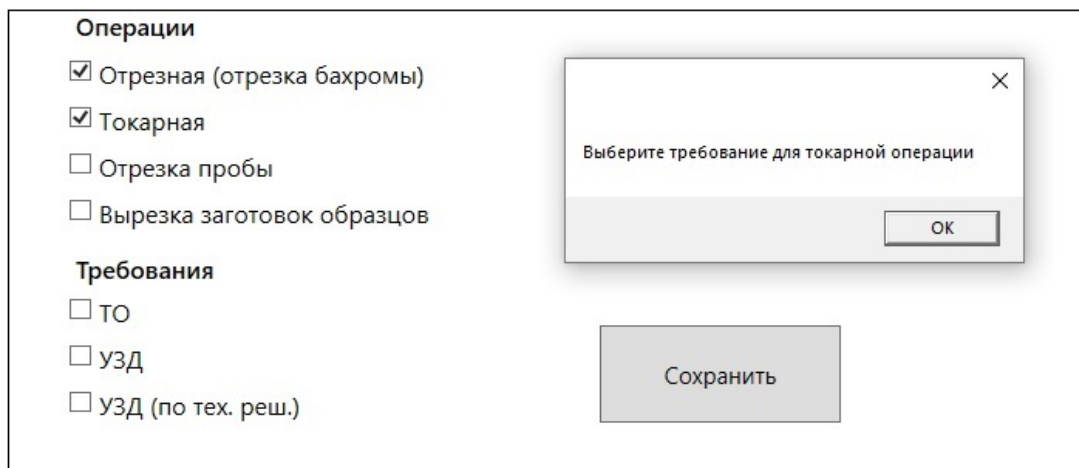 Операции
Отрезная (отрезка бахромы)
Токарная
Отрезка пробы
Вырезка заготовок образцов
Требования
ТО
УЗД
УЗД (по тех. реш.)
Выберите требование для токарной операции
OK
Сохранить